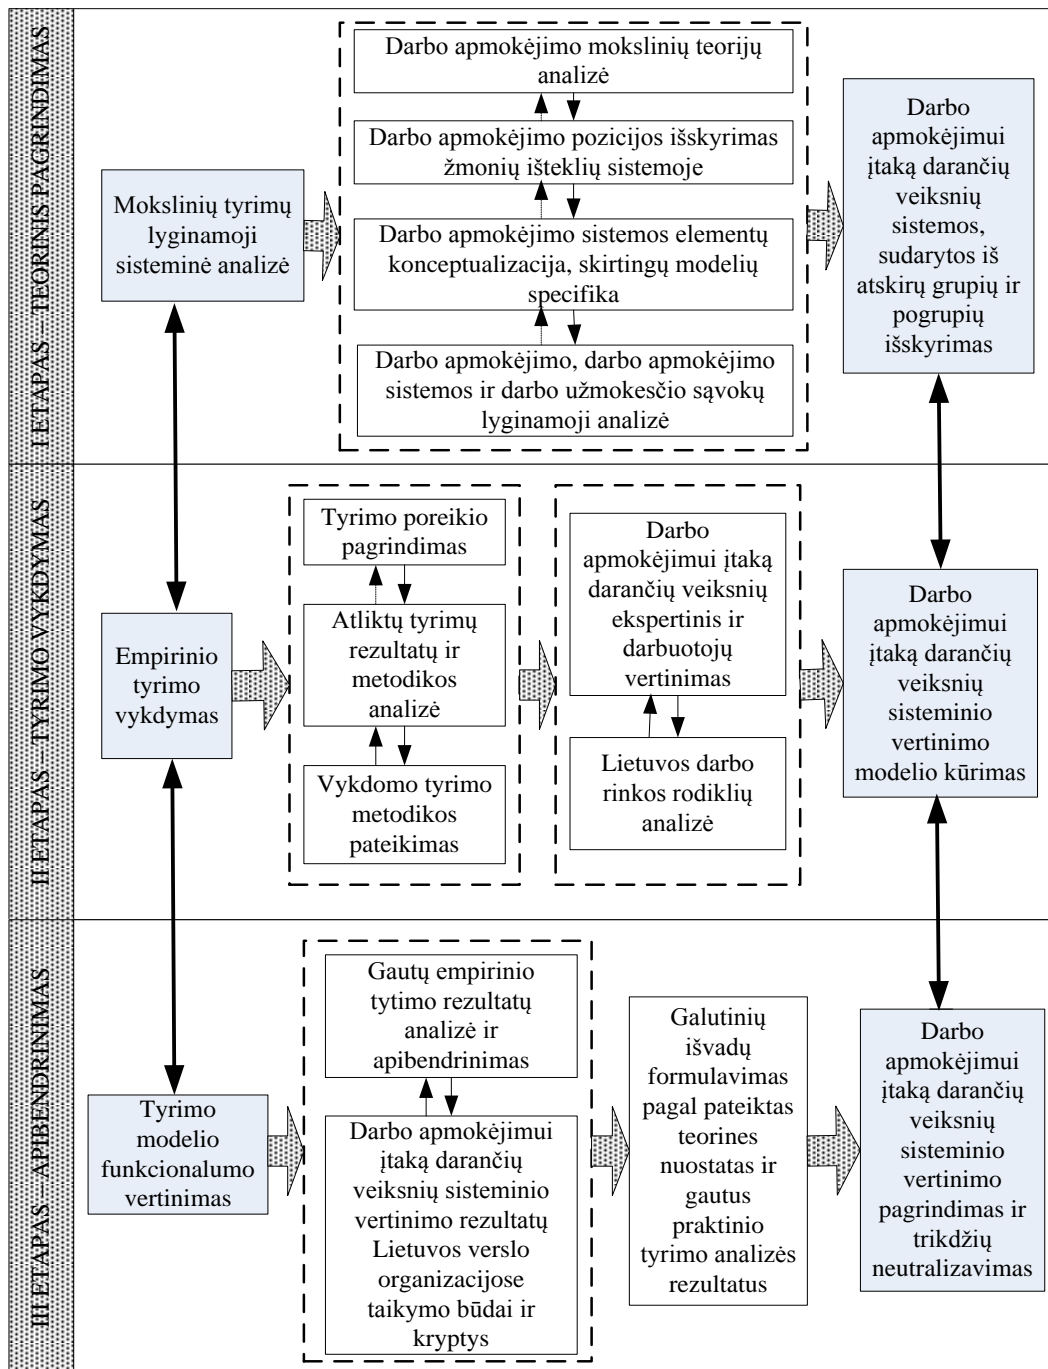 I ETAPAS – TEORINIS PAGRINDIMAS
Mokslinių tyrimų
lyginamoji
sisteminė analizė
Darbo apmokėjimo mokslinių teorijų
analizė
Darbo apmokėjimo pozicijos išskyrimas
žmonių išteklių sistemoje
Darbo apmokėjimo sistemos elementų
konceptualizacija, skirtingų modelių
specifika
Darbo apmokėjimo, darbo apmokėjimo
sistemos ir darbo užmokesčio sąvokų
lyginamoji analizė
Darbo
apmokėjimui
įtaką darančių
veiksnių
sistemos,
sudarytos iš
atskirų grupių ir
pogrupių
išskyrimas
II ETAPAS – TYRIMO VYKDYMAS
Empirinio
tyrimo
vykdymas
Tyrimo poreikio
pagrindimas
Atliktų tyrimų
rezultatų ir
metodikos
analizė
Vykdomo tyrimo
metodikos
pateikimas
Darbo
apmokėjimui įtaką
darančių veiksnių
ekspertinis ir
darbuotojų
vertinimas
Lietuvos darbo
rinkos rodiklių
analizė
Darbo
apmokėjimui
įtaką darančių
veiksnių
sisteminio
vertinimo
modelio kūrimas
III ETAPAS – APIBENDRINIMAS
Tyrimo
modelio
funkcionalumo
vertinimas
Gautų empirinio
tytimo rezultatų
analizė ir
apibendrinimas
Darbo apmokėjimui
įtaką darančių
veiksnių sisteminio
vertinimo rezultatų
Lietuvos verslo
organizacijose
taikymo būdai ir
kryptys
Galutinių
išvadų
formulavimas
pagal pateiktas
teorines
nuostatas ir
gautus
praktinio
tyrimo analizės
rezultatus
Darbo
apmokėjimui
įtaką darančių
veiksnių
sisteminio
vertinimo
pagrindimas ir
trikdžių
neutralizavimas